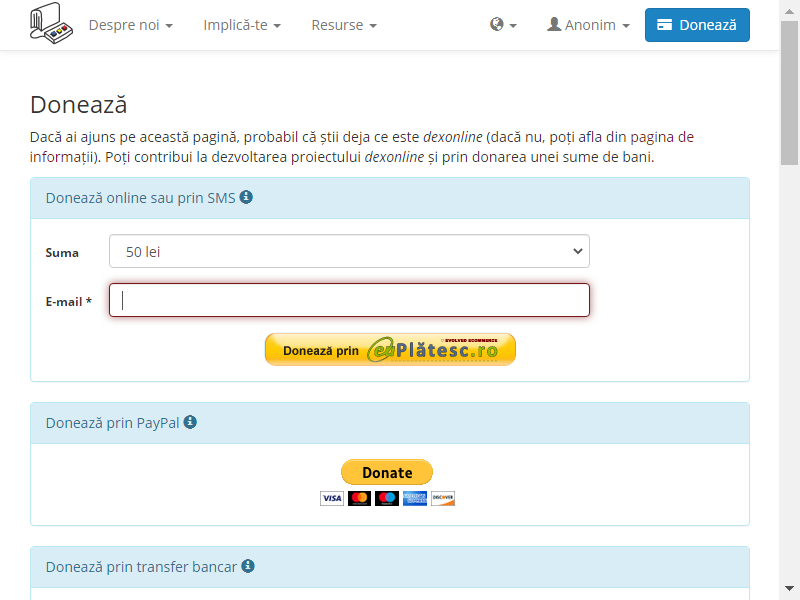 Despre noi Implică-te Resurse Anonim Donează
Donează
Dacă ai ajuns pe această pagină, probabil că știi deja ce este dexonline (dacă nu, poți afla din pagina de
informații). Poți contribui la dezvoltarea proiectului dexonline și prin donarea unei sume de bani.
Donează online sau prin SMS
Suma 50 lei
E-mail *
EVOLVED ECOMMERCE
Donează prin euPlătesc.ro
Donează prin PayPal
Donate
VISA DISCOVER
Donează prin transfer bancar